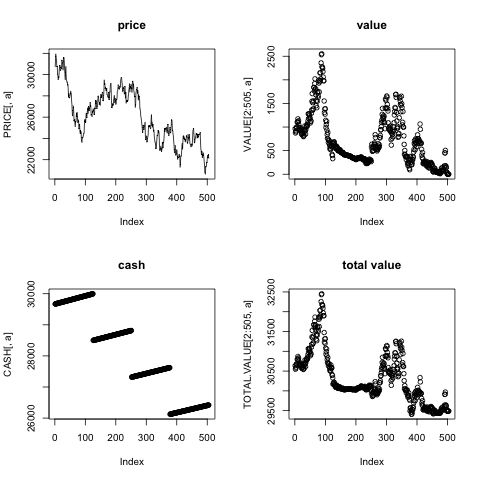 price
PRICE[, a]
22000 26000 30000
0 100 200 300 400 500
Index
value
VALUE[2:505, a]
0 500 1500 2500
0 100 200 300 400 500
Index
cash
CASH[, a]
26000 28000 30000
0 100 200 300 400 500
Index
total value
TOTAL.VALUE[2:505, a]
29500 30500 31500 32500
0 100 200 300 400 500
Index